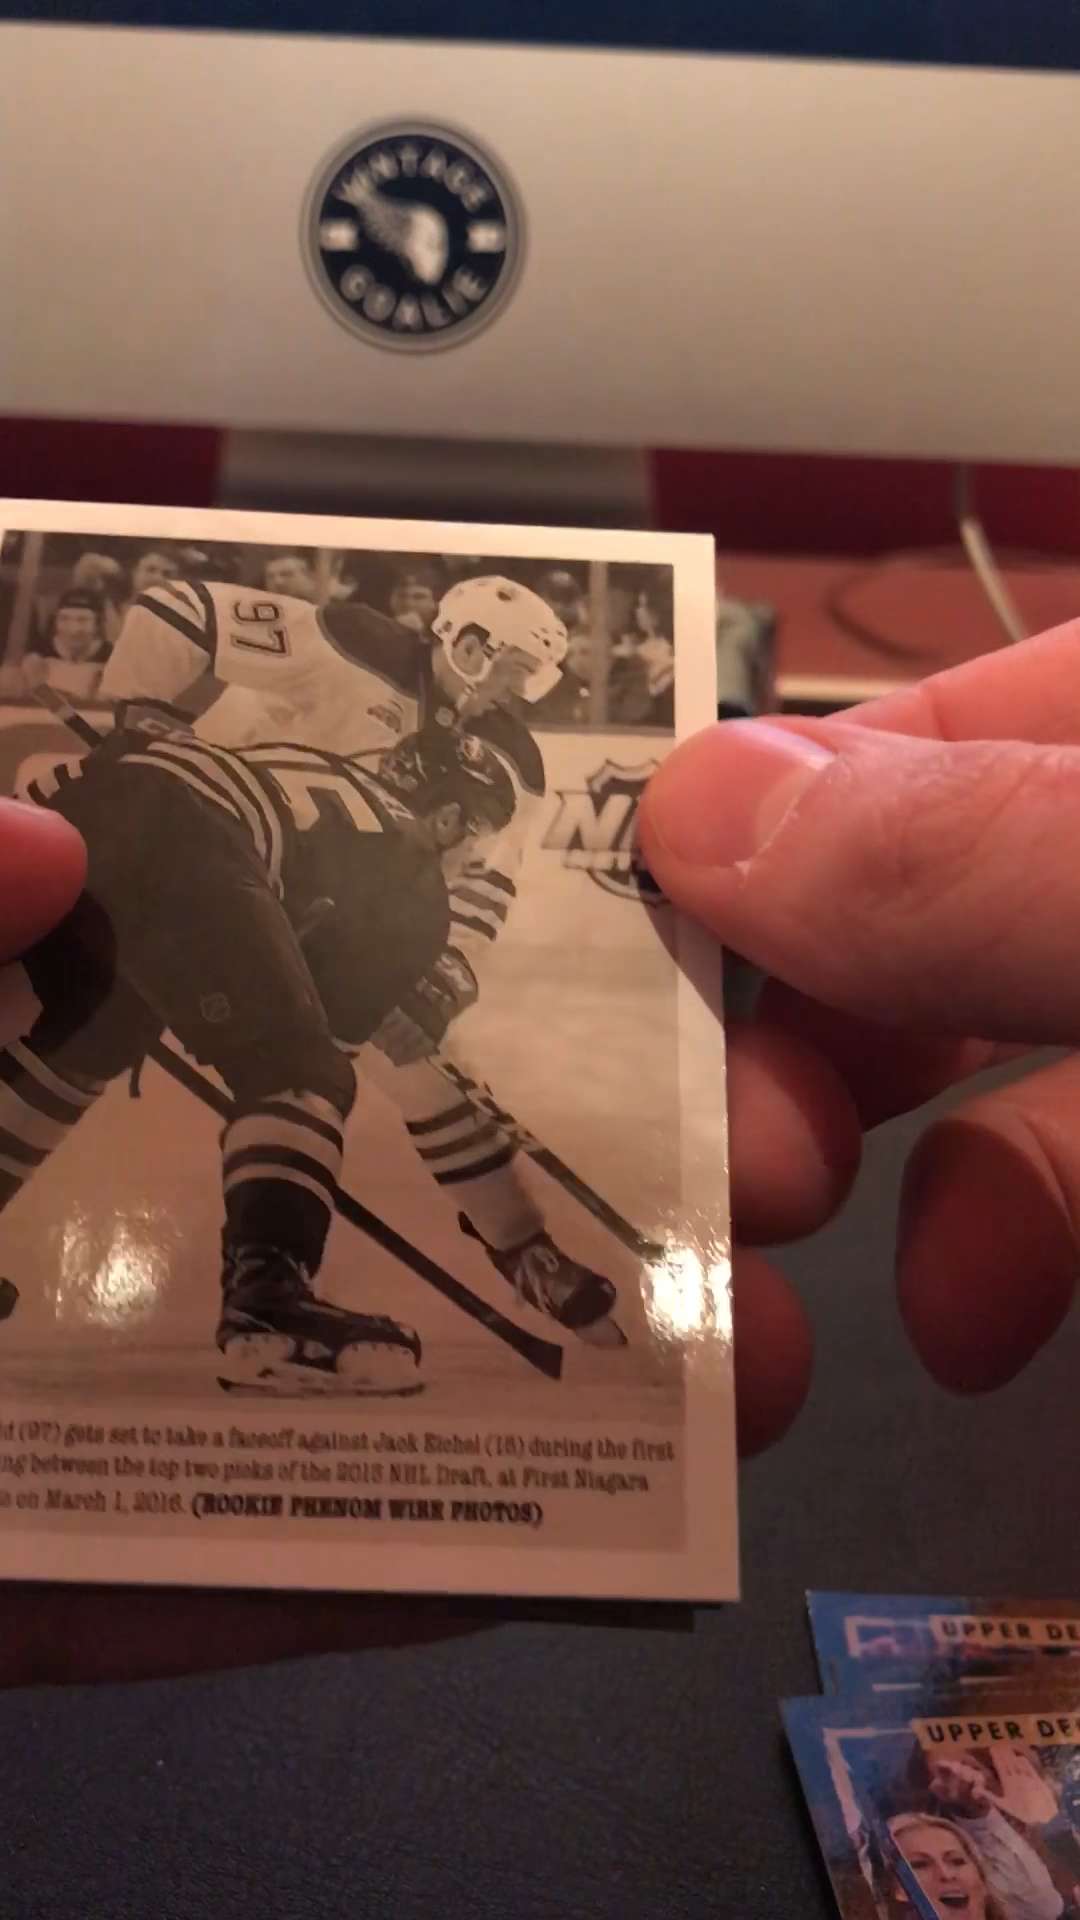 VINTAGE
GOALIE
97
5
N
d (97) gets set to take a faceoff against Jack Eichel (15) during the first
ng between the top two picks of the 2015 NHL Draft, at First Niagara
on March 1, 2016. (ROOKIE PHENOM WIRE PHOTOS)
UPPER DE
UPPER DE